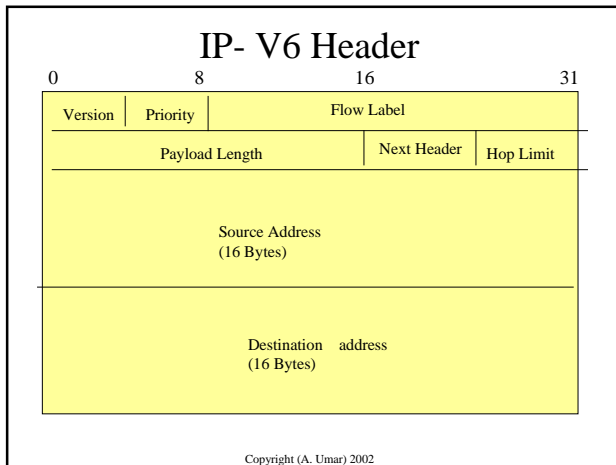 IP- V6 Header
0 8 16 31
Version Priority Flow Label
Payload Length Next Header Hop Limit
Source Address
(16 Bytes)
Destination address
(16 Bytes)
Copyright (A. Umar) 2002